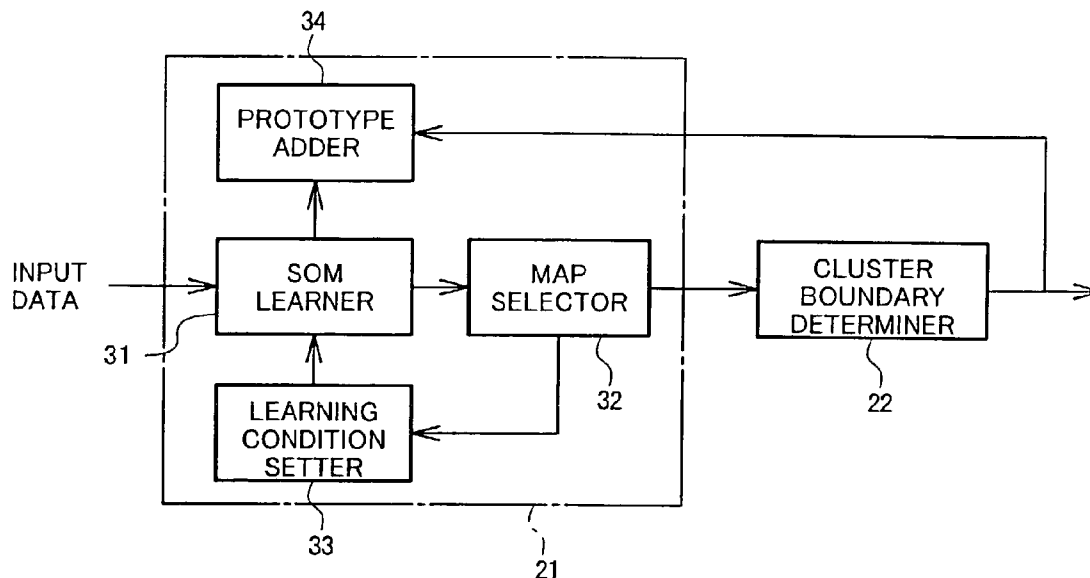 34
PROTOTYPE
ADDER
INPUT
DATA
SOM
LEARNER
MAP
SELECTOR
CLUSTER
BOUNDARY
DETERMINER
31
32
22
LEARNING
CONDITION
SETTER
33
21